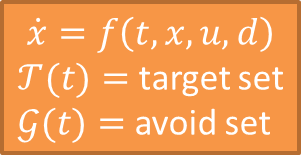 ẋ = f(t, x, u, d)
𝒯(t) = target set
𝒢(t) = avoid set